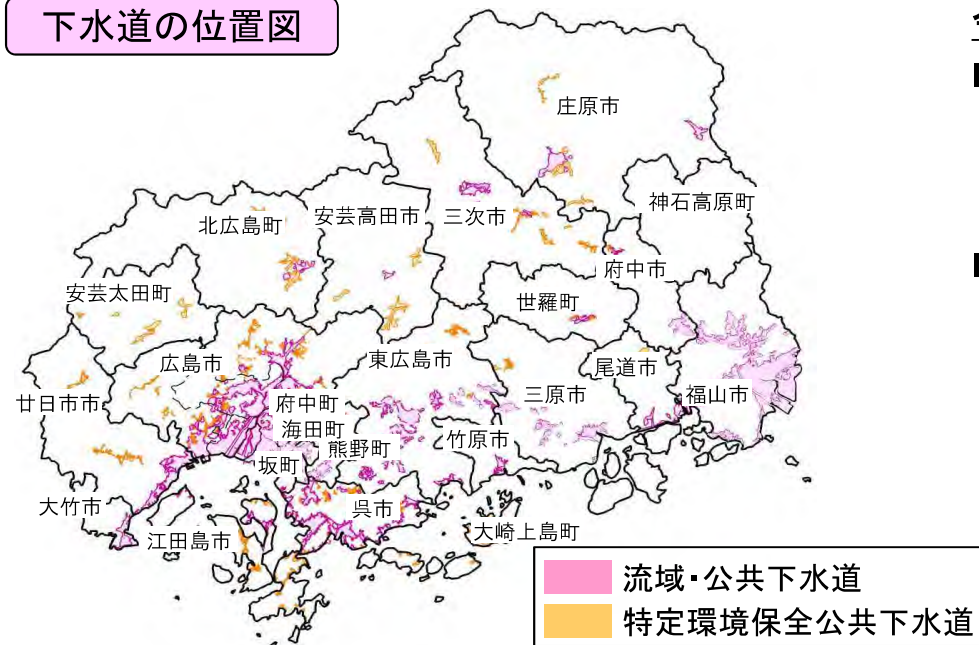 下水道の位置図
庄原市
神石高原町
北広島町
安芸高田市
三次市
府中市
安芸太田町
世羅町
広島市
東広島市
尾道市
三原市
福山市
廿日市市
府中町
海田町
熊野町
竹原市
坂町
大竹市
呉市
江田島市
大崎上島町
流域・公共下水道
特定環境保全公共下水道